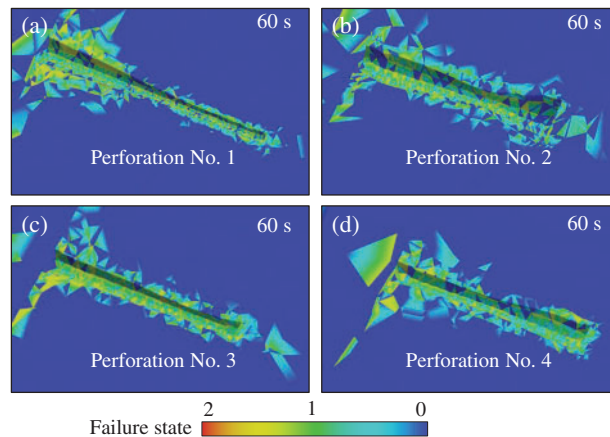 (a) 60 s
(b) 60 s
Perforation No. 1
Perforation No. 2
(c) 60 s
(d) 60 s
Perforation No. 3
Perforation No. 4
2 1 0
Failure state